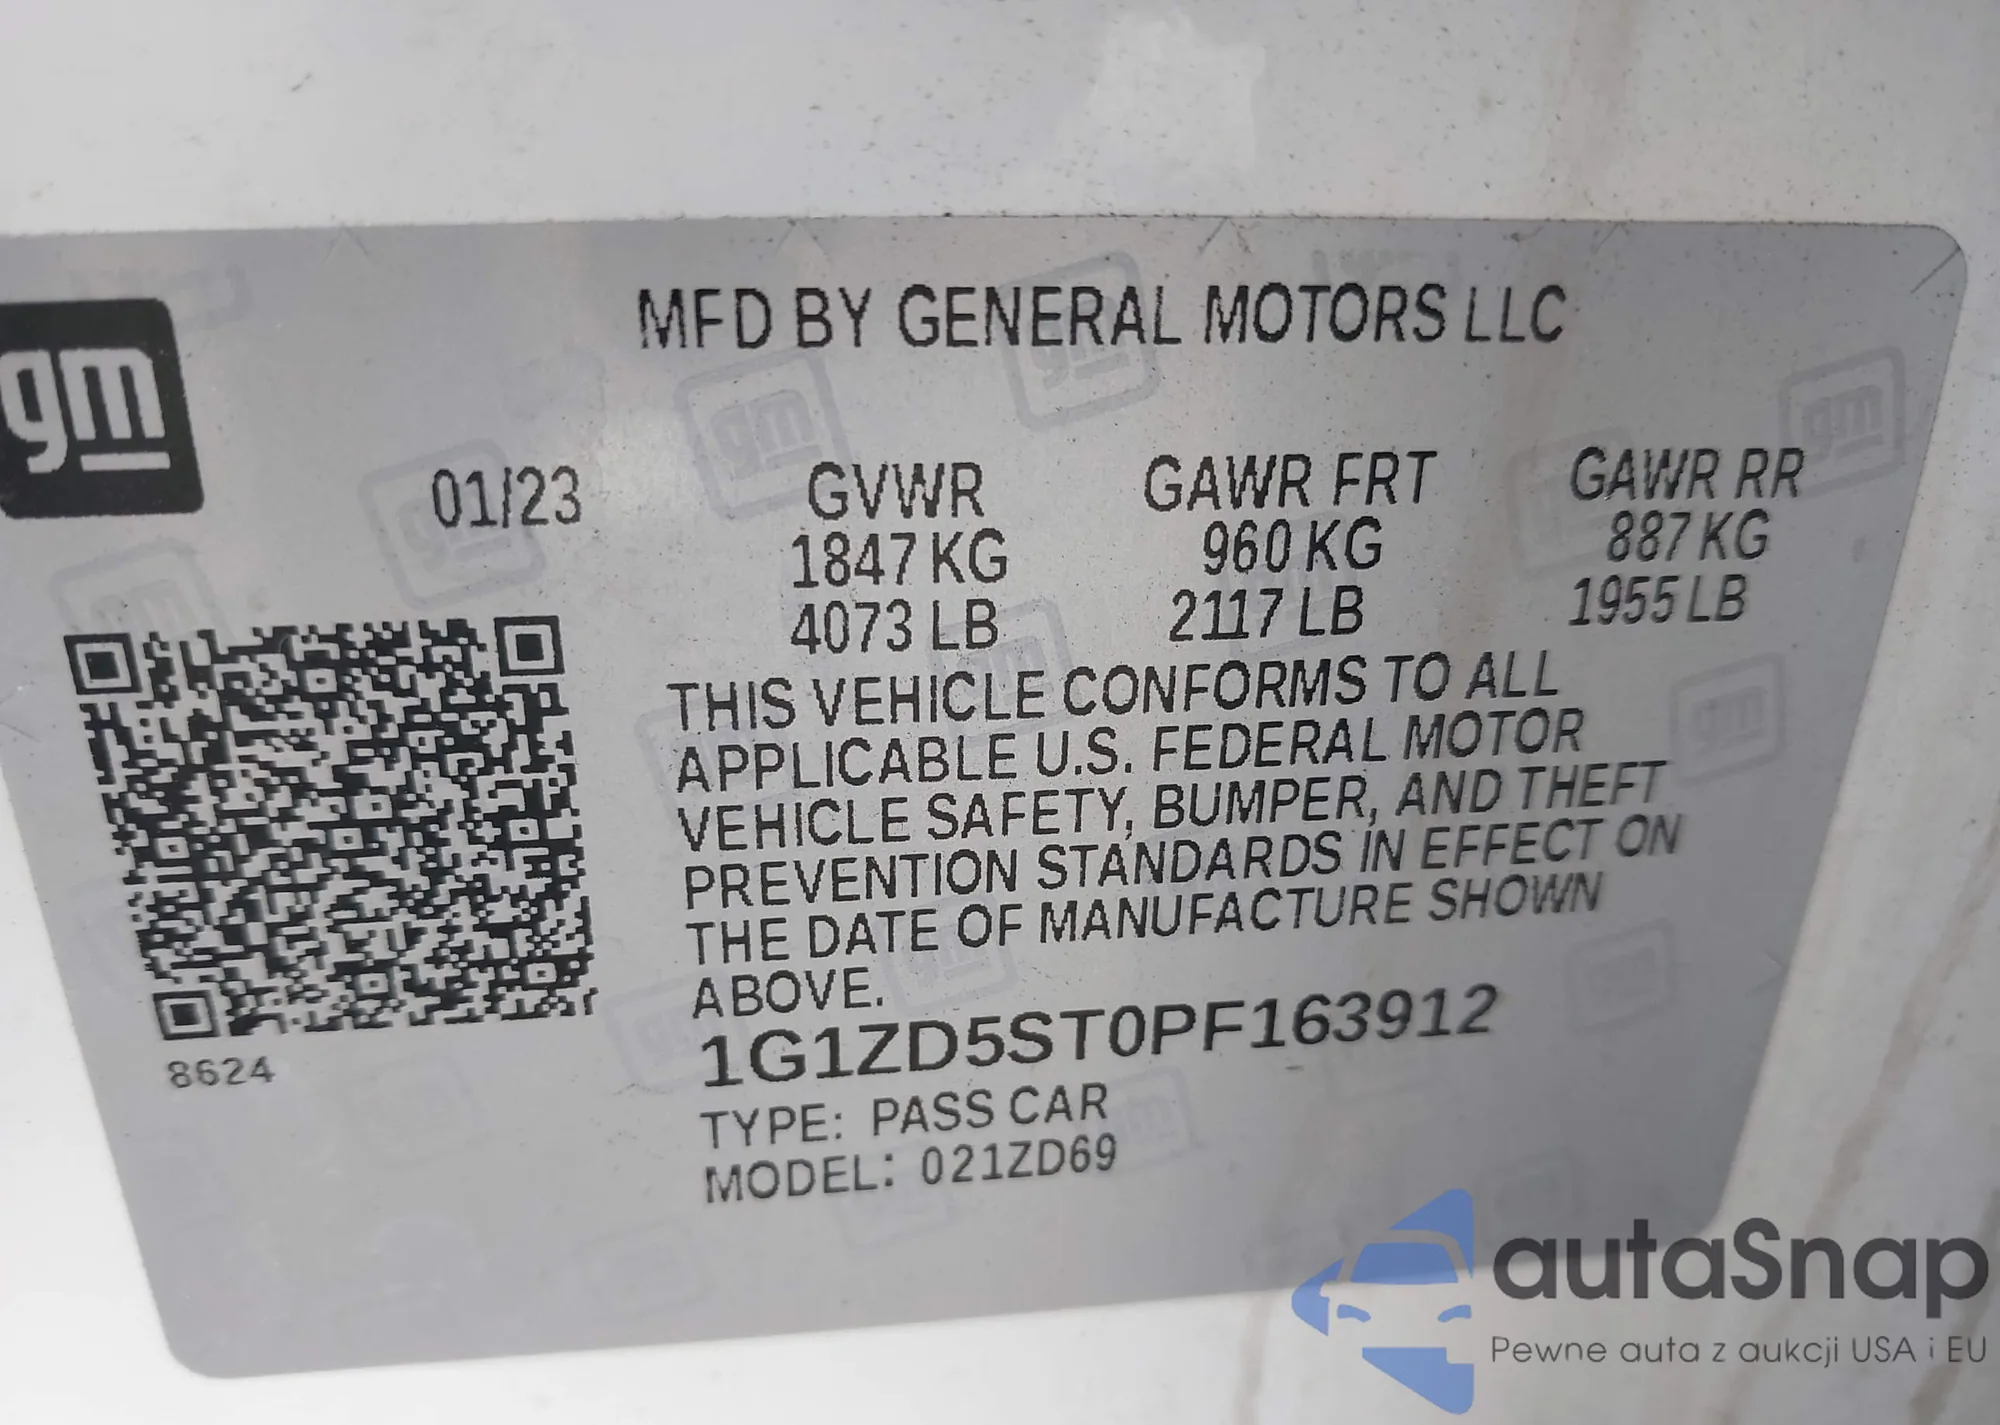 MFD BY GENERAL MOTORS LLC
gm
01/23
GVWR GAWR FRT GAWR RR
1847 KG 960 KG 887 KG
4073 LB 2117 LB 1955 LB
THIS VEHICLE CONFORMS TO ALL
APPLICABLE U.S. FEDERAL MOTOR
VEHICLE SAFETY, BUMPER, AND THEFT
PREVENTION STANDARDS IN EFFECT ON
THE DATE OF MANUFACTURE SHOWN
ABOVE.
8624
1G1ZD5ST0PF163912
TYPE: PASS CAR
MODEL: 021ZD69
autaSnap
Pewne auta z aukcji USA i EU